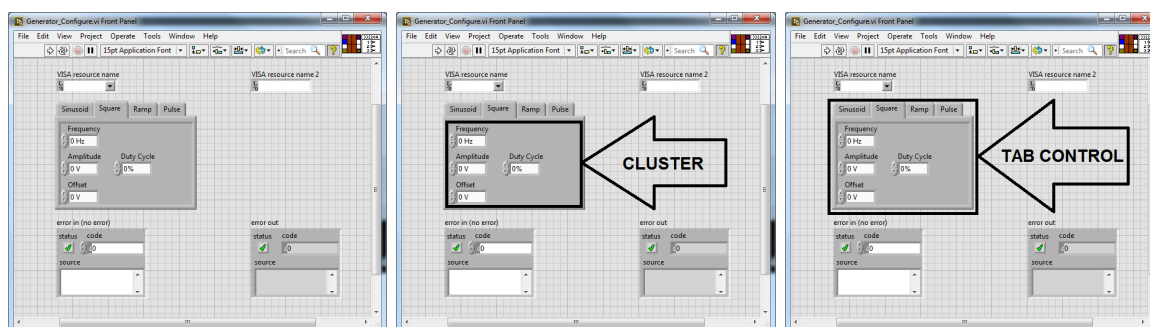 Generator_Configure.vi Front Panel
File Edit View Project Operate Tools Window Help
15pt Application Font
Search
VISA resource name
VISA resource name 2
Sinusoid Square Ramp Pulse
Frequency
0 Hz
Amplitude Duty Cycle
0 V 0%
Offset
0 V
error in (no error) error out
status code status code
0 0
source source
Generator_Configure.vi Front Panel
File Edit View Project Operate Tools Window Help
15pt Application Font
Search
VISA resource name
VISA resource name 2
Sinusoid Square Ramp Pulse
Frequency
0 Hz
Amplitude Duty Cycle
0 V 0%
Offset
0 V
CLUSTER
error in (no error) error out
status code status code
0 0
source source
Generator_Configure.vi Front Panel
File Edit View Project Operate Tools Window Help
15pt Application Font
Search
VISA resource name
VISA resource name 2
Sinusoid Square Ramp Pulse
Frequency
0 Hz
Amplitude Duty Cycle
0 V 0%
Offset
0 V
TAB CONTROL
error in (no error) error out
status code status code
0 0
source source